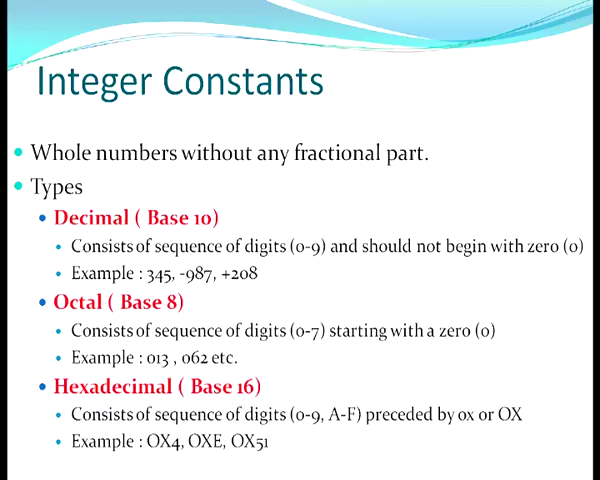 Integer Constants
Whole numbers without any fractional part.
Types
Decimal ( Base 10)
Consists of sequence of digits (0-9) and should not begin with zero (0)
Example : 345, -987, +208
Octal ( Base 8)
Consists of sequence of digits (0-7) starting with a zero (0)
Example : 013 , 062 etc.
Hexadecimal ( Base 16)
Consists of sequence of digits (0-9, A-F) preceded by ox or OX
Example : OX4, OXE, OX51